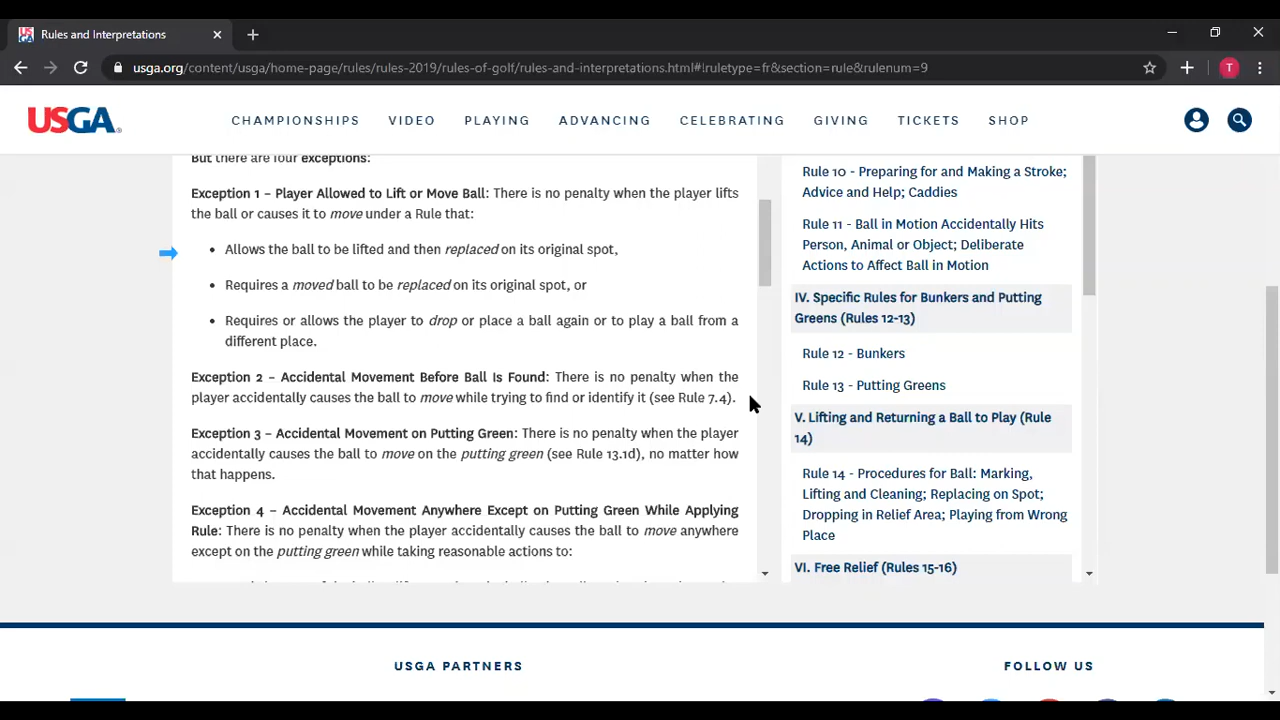 Rules and Interpretations
usga.org/content/usga/home-page/rules/rules-2019/rules-of-golf/rules-and-interpretations.html#!ruletype=fr&section=rule&rulenum=9
T
USGA
CHAMPIONSHIPS VIDEO PLAYING ADVANCING CELEBRATING GIVING TICKETS SHOP
But there are four exceptions:
Exception 1 – Player Allowed to Lift or Move Ball: There is no penalty when the player lifts
the ball or causes it to move under a Rule that:
• Allows the ball to be lifted and then replaced on its original spot,
• Requires a moved ball to be replaced on its original spot, or
• Requires or allows the player to drop or place a ball again or to play a ball from a
different place.
Exception 2 – Accidental Movement Before Ball Is Found: There is no penalty when the
player accidentally causes the ball to move while trying to find or identify it (see Rule 7.4).
Exception 3 – Accidental Movement on Putting Green: There is no penalty when the player
accidentally causes the ball to move on the putting green (see Rule 13.1d), no matter how
that happens.
Exception 4 – Accidental Movement Anywhere Except on Putting Green While Applying
Rule: There is no penalty when the player accidentally causes the ball to move anywhere
except on the putting green while taking reasonable actions to:
Rule 10 - Preparing for and Making a Stroke;
Advice and Help; Caddies
Rule 11 - Ball in Motion Accidentally Hits
Person, Animal or Object; Deliberate
Actions to Affect Ball in Motion
IV. Specific Rules for Bunkers and Putting
Greens (Rules 12-13)
Rule 12 - Bunkers
Rule 13 - Putting Greens
V. Lifting and Returning a Ball to Play (Rule
14)
Rule 14 - Procedures for Ball: Marking,
Lifting and Cleaning; Replacing on Spot;
Dropping in Relief Area; Playing from Wrong
Place
VI. Free Relief (Rules 15-16)
USGA PARTNERS
FOLLOW US